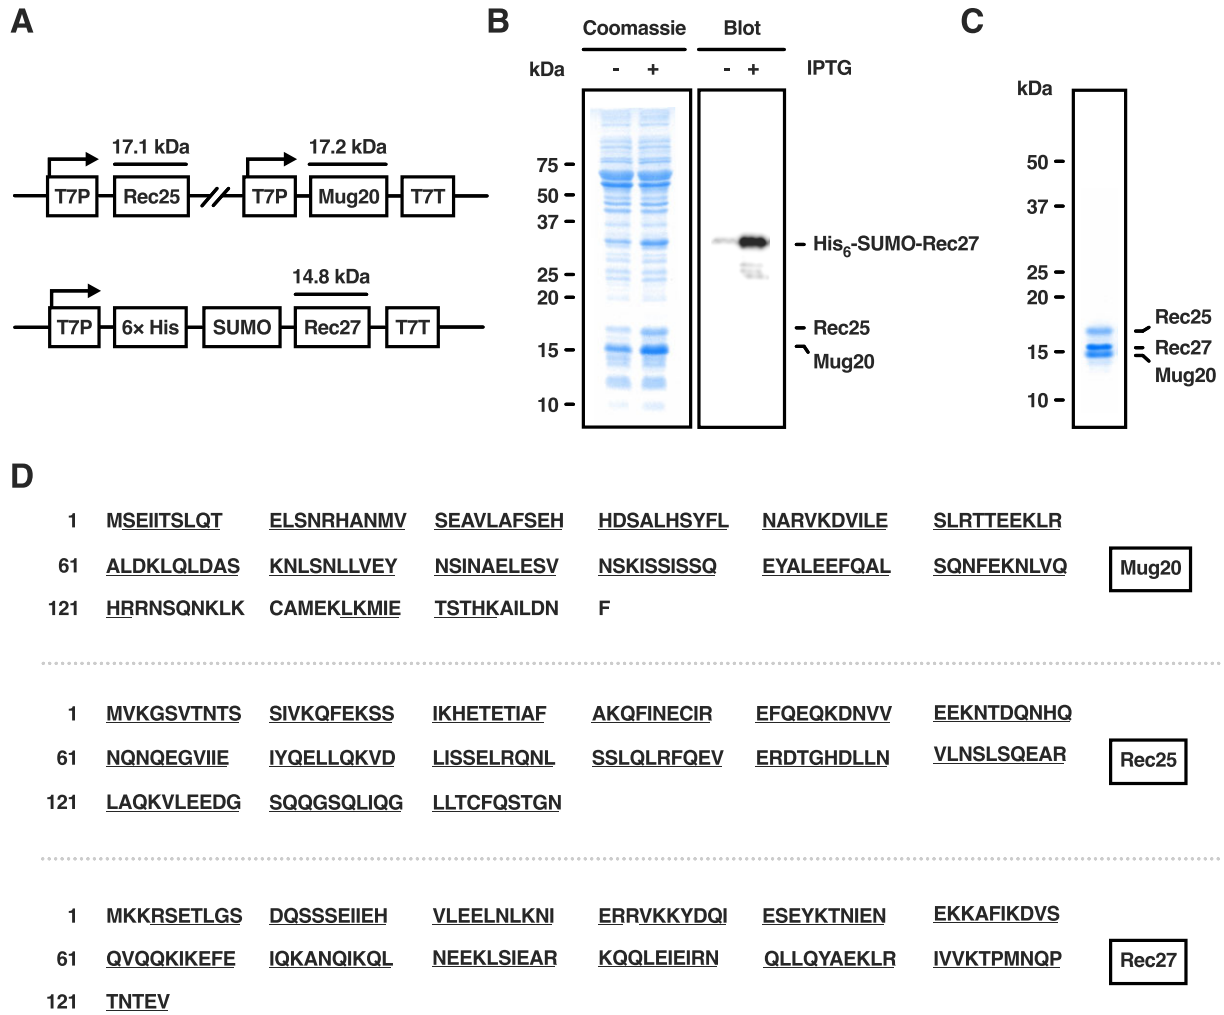 A
17.1 kDa 17.2 kDa
T7P Rec25 T7P Mug20 T7T
14.8 kDa
T7P 6× His SUMO Rec27 T7T
B
Coomassie Blot
kDa - + - + IPTG
75
50
37
25
20
15
10
His6-SUMO-Rec27
Rec25
Mug20
C
kDa
50
37
25
20
15
10
Rec25
Rec27
Mug20
D
1 MSEIITSLQT ELSNRHANMV SEAVLAFSEH HDSALHSYFL NARVKDVILE SLRTTEEKLR
61 ALDKLQLDAS KNLSNLLVEY NSINAELESV NSKISSISSQ EYALEEFQAL SQNFEKNLVQ
121 HRRNSQNKLK CAMEKLKMIE TSTHKAILDN F
Mug20
1 MVKGSVTNTS SIVKQFEKSS IKHETETIAF AKQFINECIR EFQEQKDNVV EEKNTDQNHQ
61 NQNQEGVIIE IYQELLQKVD LISSELRQNL SSLQLRFQEV ERDTGHDLLN VLNSLSQEAR
121 LAQKVLEEDG SQQGSQLIQG LLTCFQSTGN
Rec25
1 MKKRSETLGS DQSSSEIIEH VLEELNLKNI ERRVKKYDQI ESEYKTNIEN EKKAFIKDVS
61 QVQQKIKEFE IQKANQIKQL NEEKLSIEAR KQQLEIEIRN QLLQYAEKLR IVVKTPMNQP
121 TNTEV
Rec27